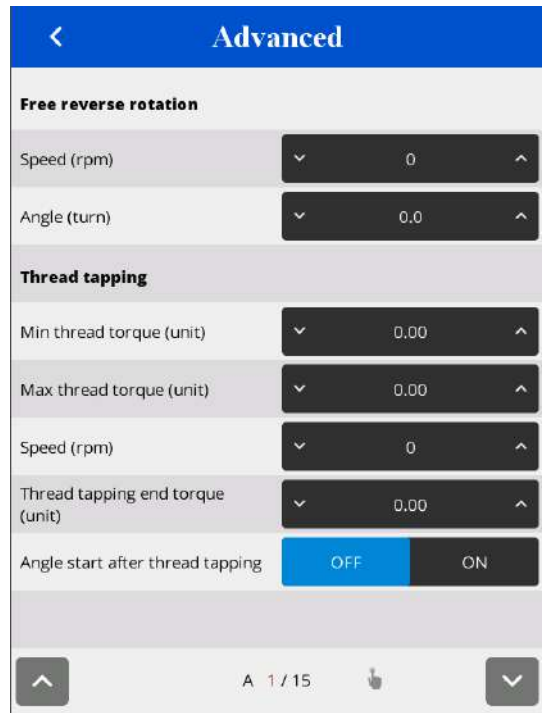 Advanced
Free reverse rotation
Speed (rpm) 0
Angle (turn) 0.0
Thread tapping
Min thread torque (unit) 0.00
Max thread torque (unit) 0.00
Speed (rpm) 0
Thread tapping end torque
(unit) 0.00
Angle start after thread tapping OFF ON
A 1 / 15